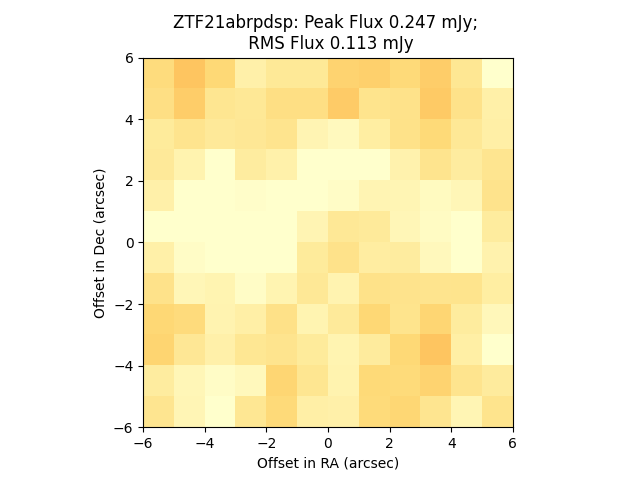 ZTF21abrpdsp: Peak Flux 0.247 mJy;
RMS Flux 0.113 mJy
6
4
2
0
−2
−4
−6
Offset in Dec (arcsec)
−6 −4 −2 0 2 4 6
Offset in RA (arcsec)